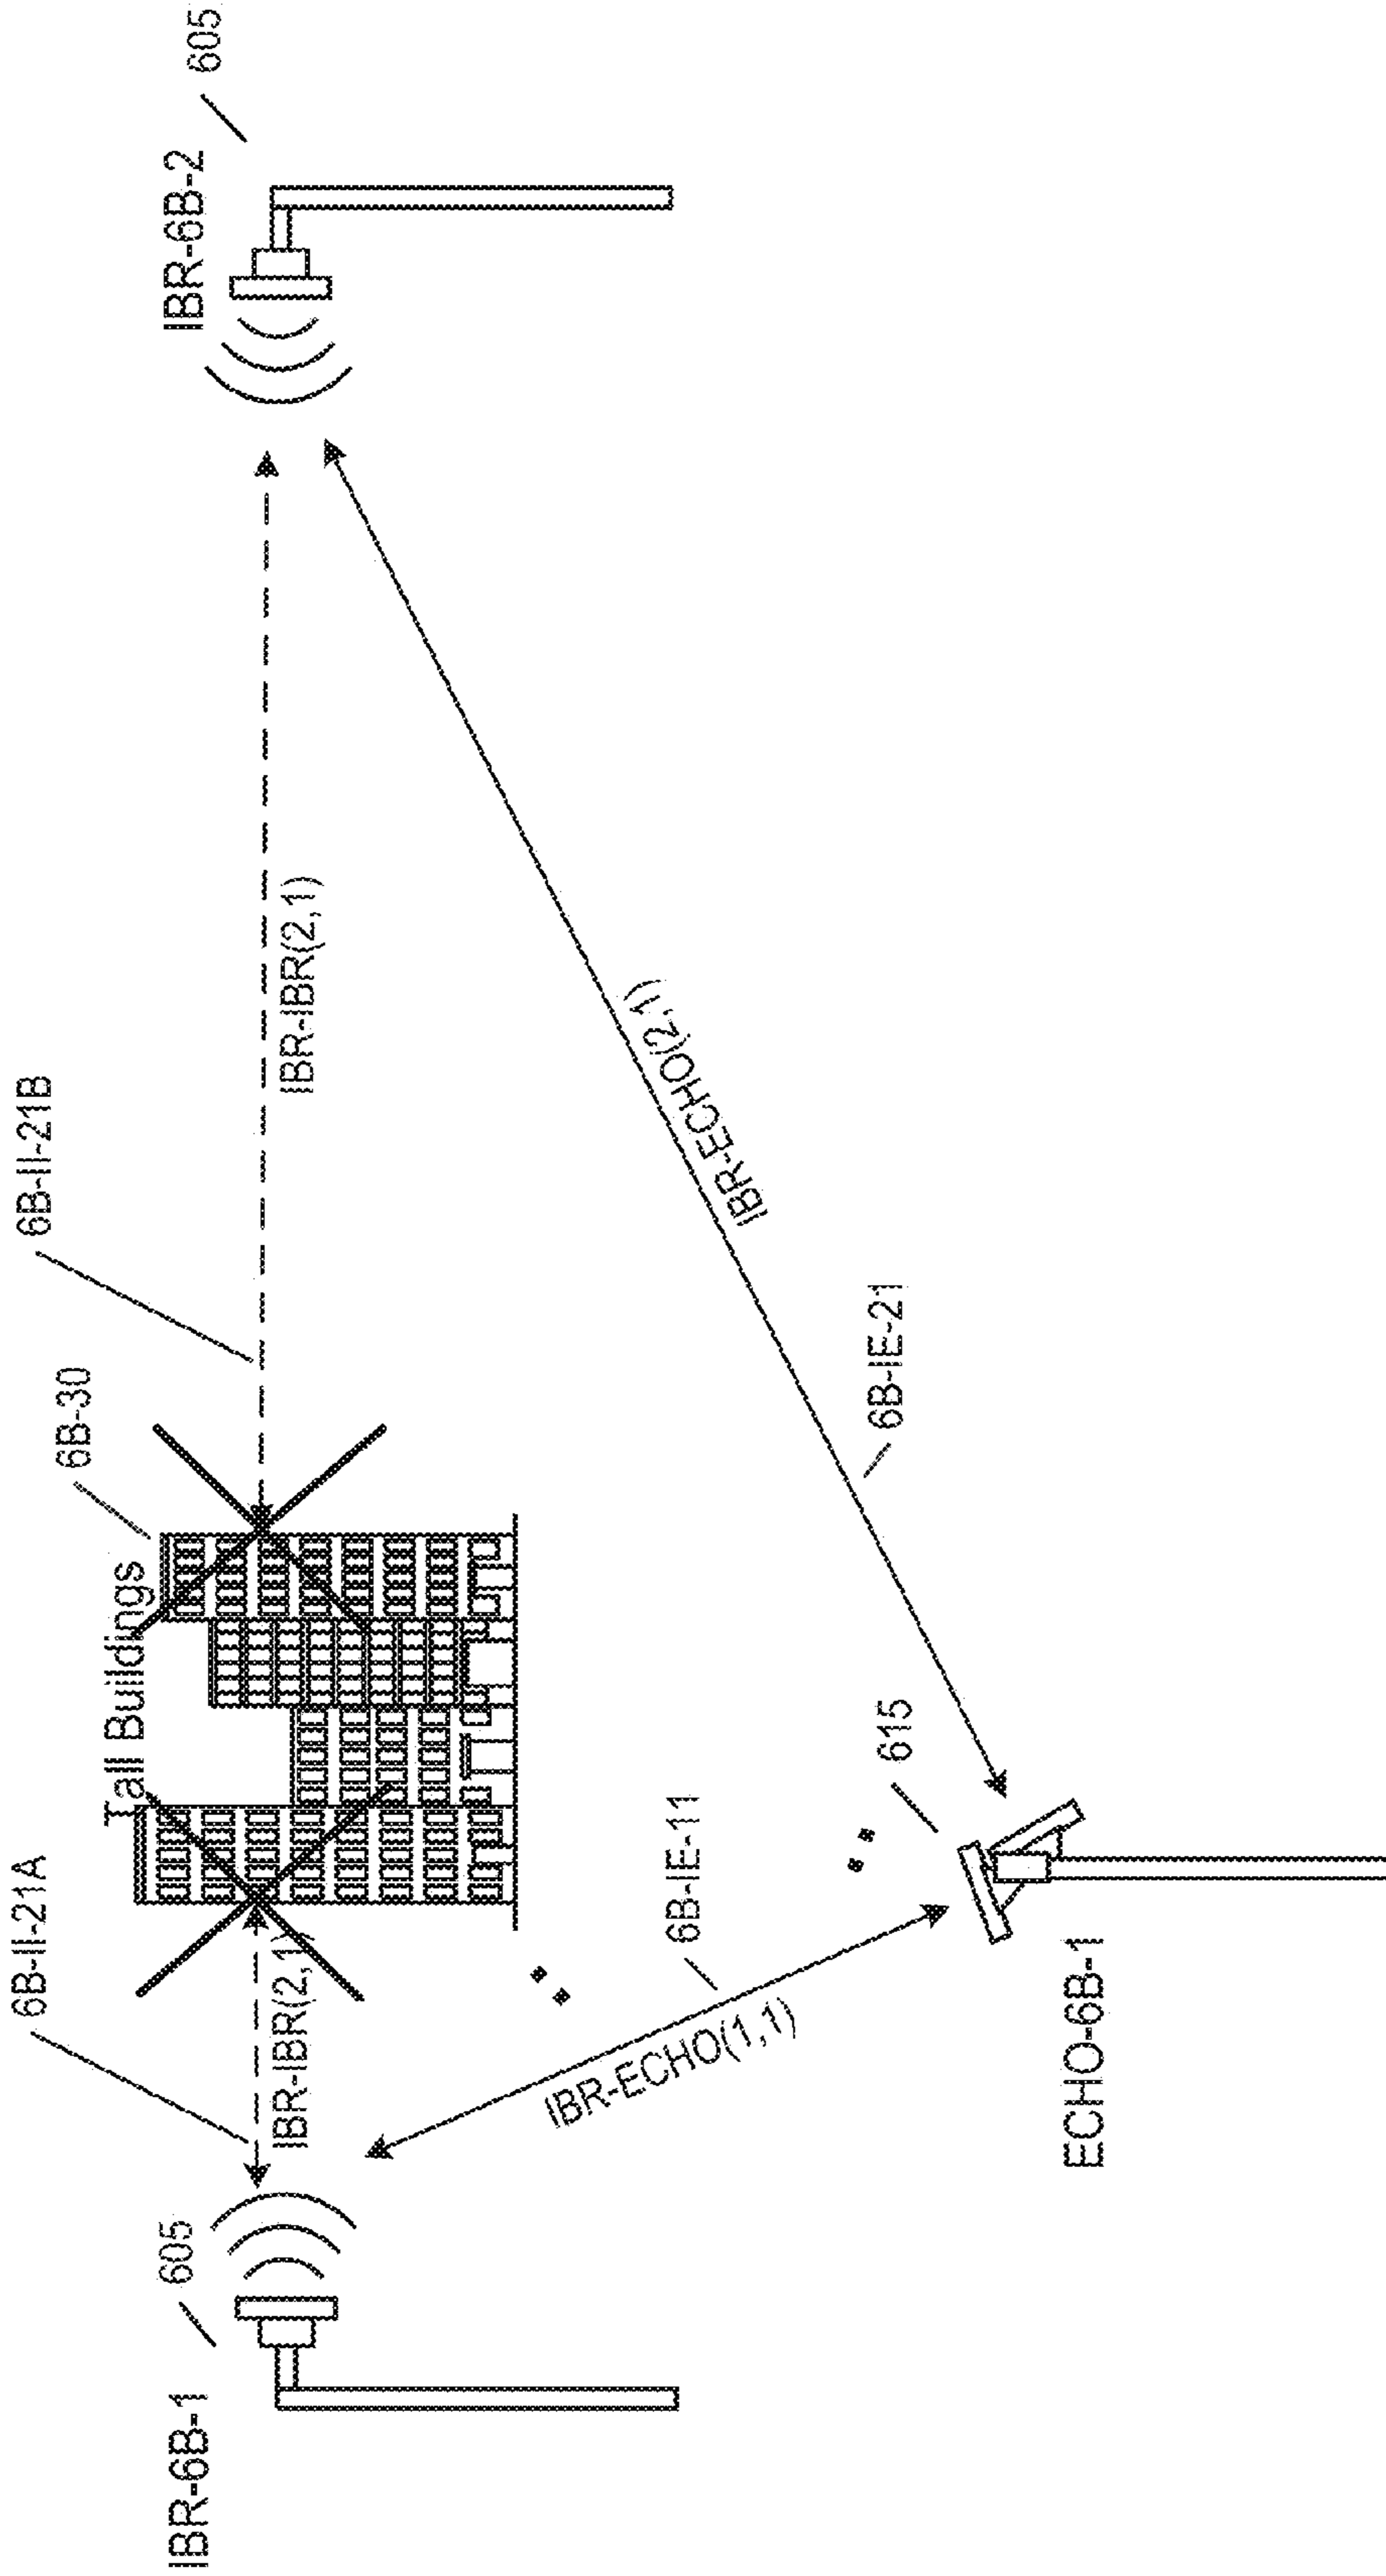 IBR-6B-1
605
6B-II-21A
Tall Buildings
6B-30
6B-II-21B
IBR-6B-2
605
IBR-IBR(2,1)
IBR-IBR(2,1)
IBR-ECHO(1,1)
6B-IE-11
615
IBR-ECHO(2,1)
6B-IE-21
ECHO-6B-1